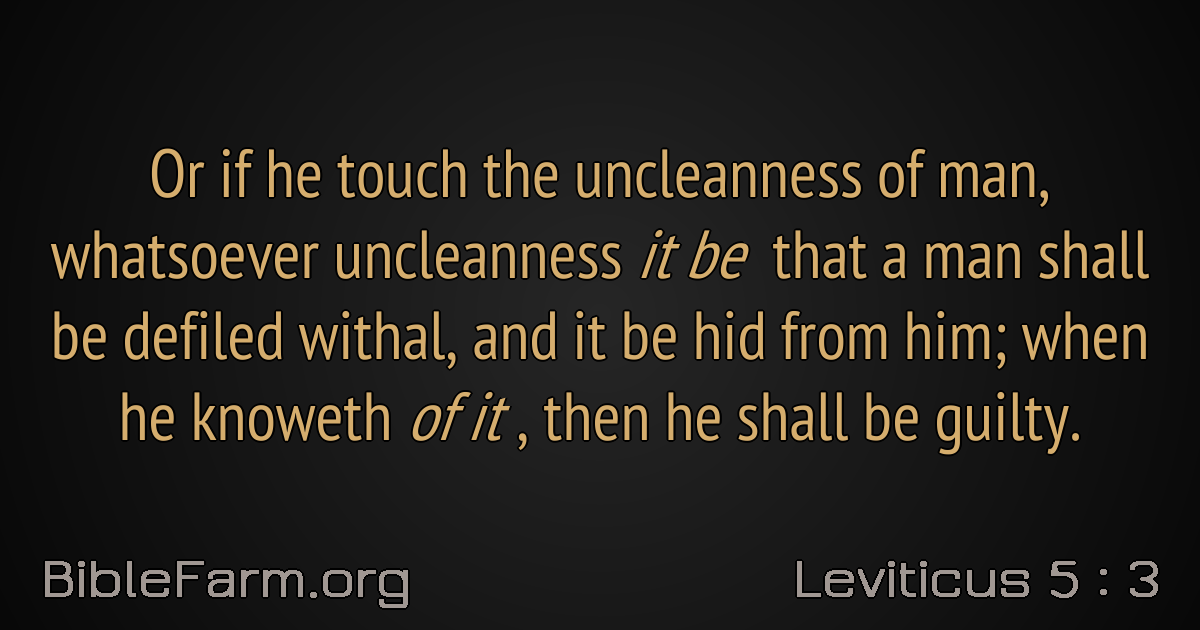 Or if he touch the uncleanness of man,
whatsoever uncleanness it be that a man shall
be defiled withal, and it be hid from him; when
he knoweth of it , then he shall be guilty.
BibleFarm.org
Leviticus 5 : 3